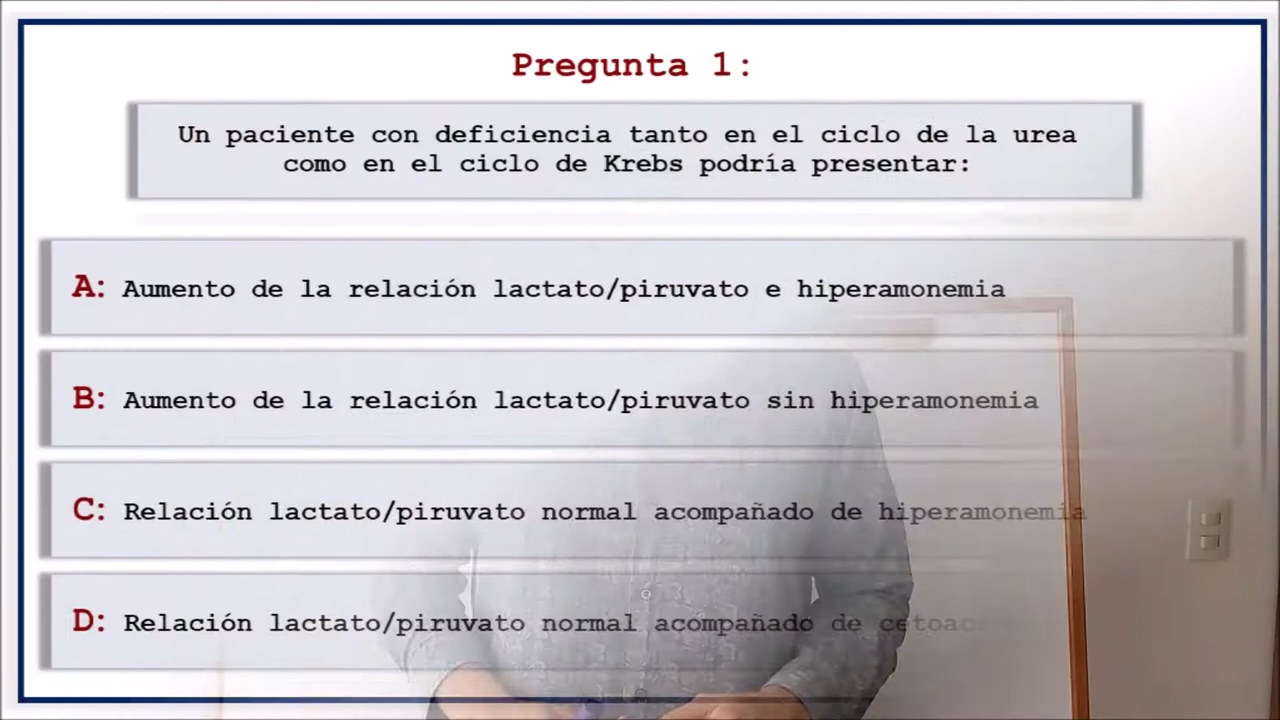 Pregunta 1:
Un paciente con deficiencia tanto en el ciclo de la urea
como en el ciclo de Krebs podría presentar:
A: Aumento de la relación lactato/piruvato e hiperamonemia
B: Aumento de la relación lactato/piruvato sin hiperamonemia
C: Relación lactato/piruvato normal acompañado de hiperamonemia
D: Relación lactato/piruvato normal acompañado de